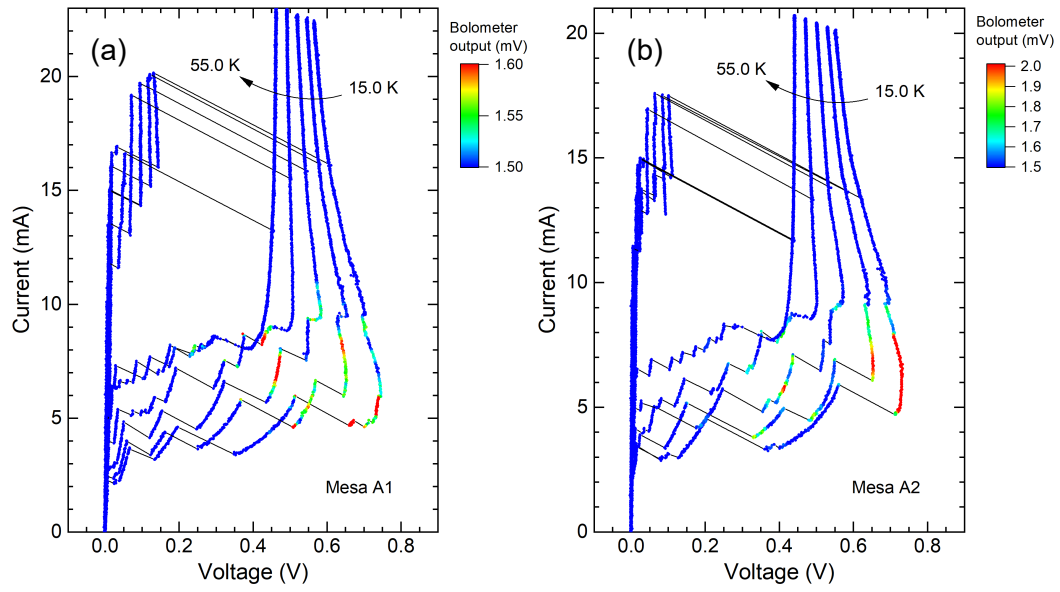 (a)
55.0 K
15.0 K
Mesa A1
Current (mA)
20
15
10
5
0
0.0 0.2 0.4 0.6 0.8
Voltage (V)
Bolometer
output (mV)
1.60
1.55
1.50
(b)
55.0 K
15.0 K
Mesa A2
Current (mA)
20
15
10
5
0
0.0 0.2 0.4 0.6 0.8
Voltage (V)
Bolometer
output (mV)
2.0
1.9
1.8
1.7
1.6
1.5